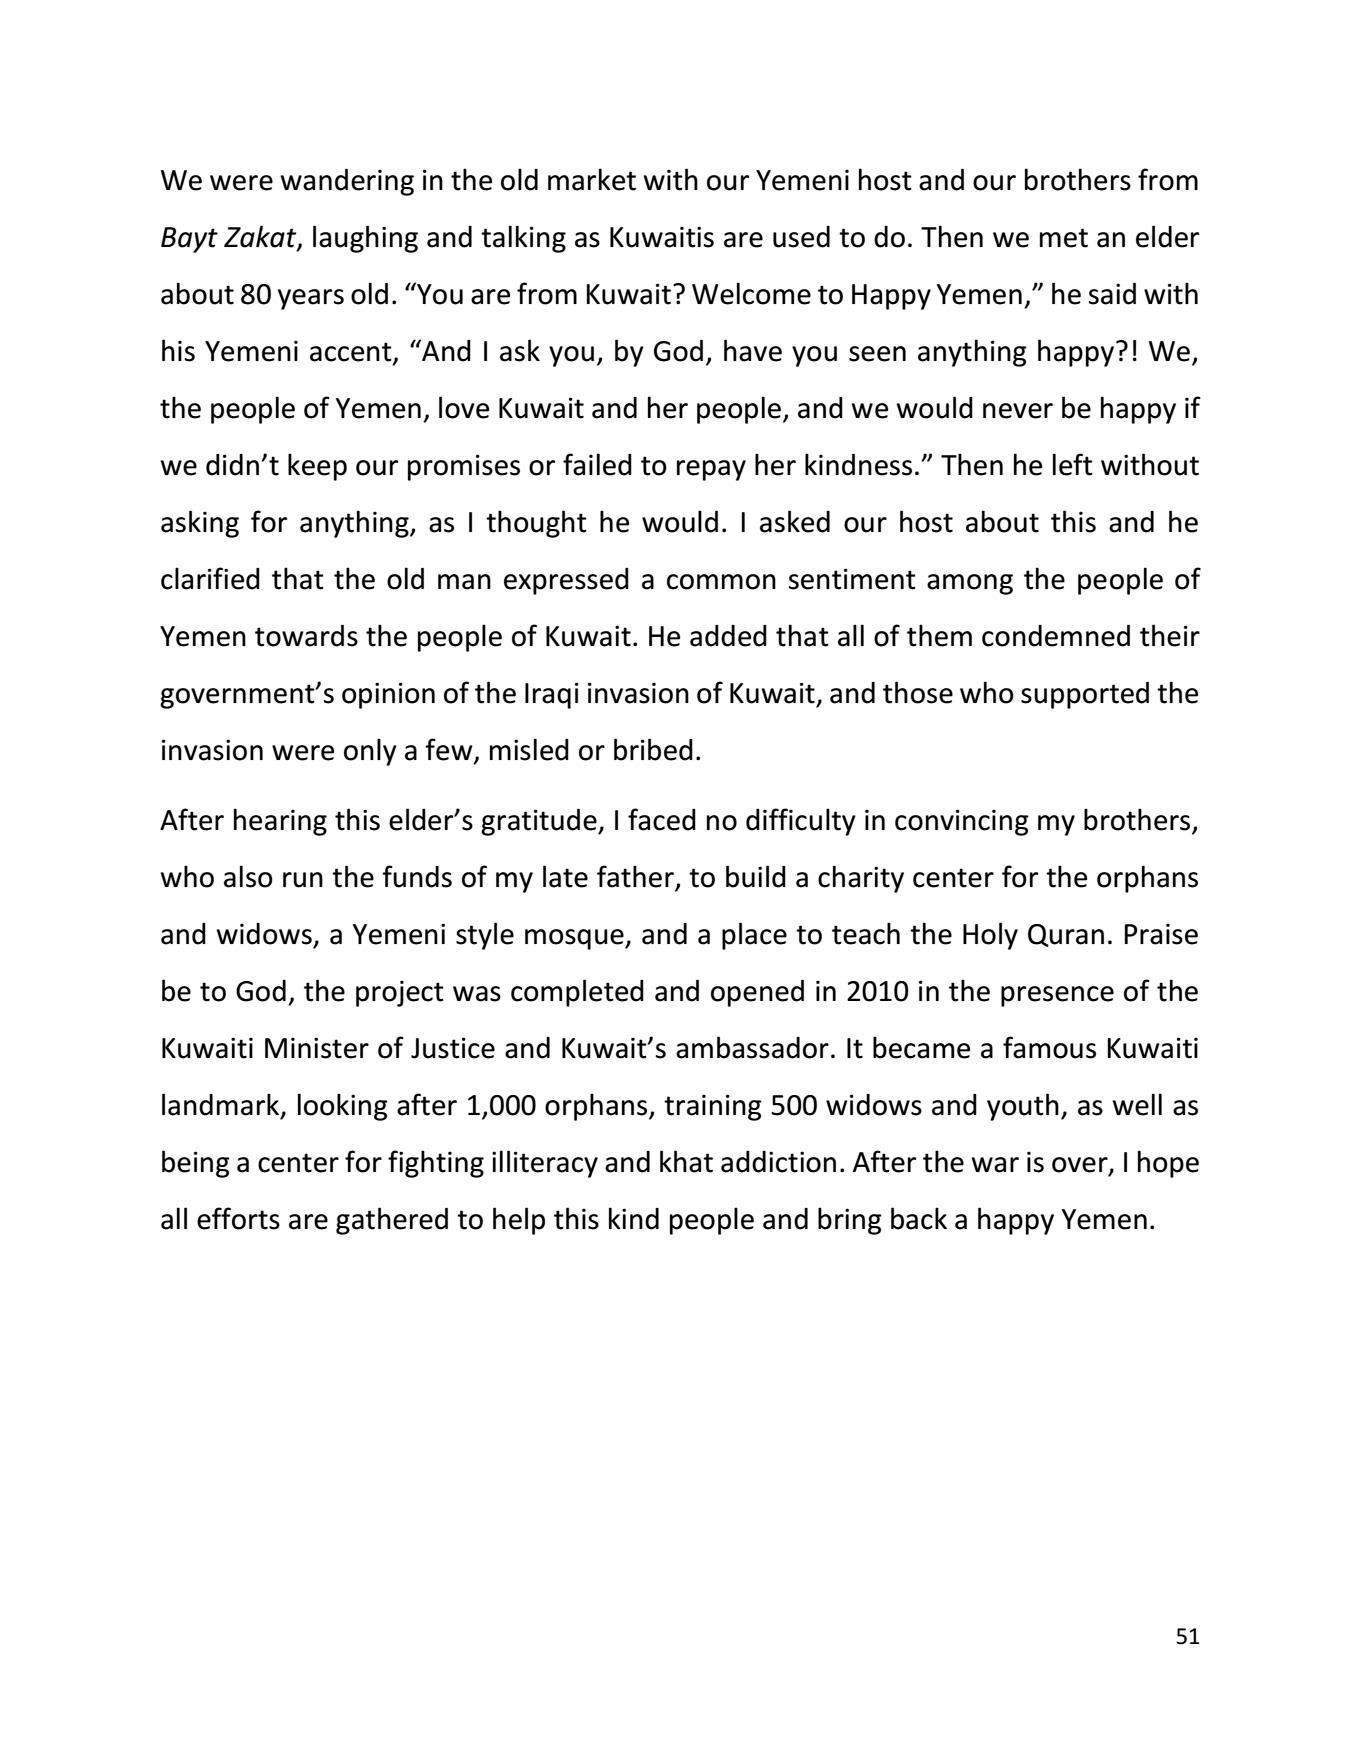 We were wandering in the old market with our Yemeni host and our brothers from
Bayt Zakat, laughing and talking as Kuwaitis are used to do. Then we met an elder
about 80 years old. “You are from Kuwait? Welcome to Happy Yemen,” he said with
his Yemeni accent, “And I ask you, by God, have you seen anything happy?! We,
the people of Yemen, love Kuwait and her people, and we would never be happy if
we didn’t keep our promises or failed to repay her kindness.” Then he left without
asking for anything, as I thought he would. I asked our host about this and he
clarified that the old man expressed a common sentiment among the people of
Yemen towards the people of Kuwait. He added that all of them condemned their
government’s opinion of the Iraqi invasion of Kuwait, and those who supported the
invasion were only a few, misled or bribed.
After hearing this elder’s gratitude, I faced no difficulty in convincing my brothers,
who also run the funds of my late father, to build a charity center for the orphans
and widows, a Yemeni style mosque, and a place to teach the Holy Quran. Praise
be to God, the project was completed and opened in 2010 in the presence of the
Kuwaiti Minister of Justice and Kuwait’s ambassador. It became a famous Kuwaiti
landmark, looking after 1,000 orphans, training 500 widows and youth, as well as
being a center for fighting illiteracy and khat addiction. After the war is over, I hope
all efforts are gathered to help this kind people and bring back a happy Yemen.
51